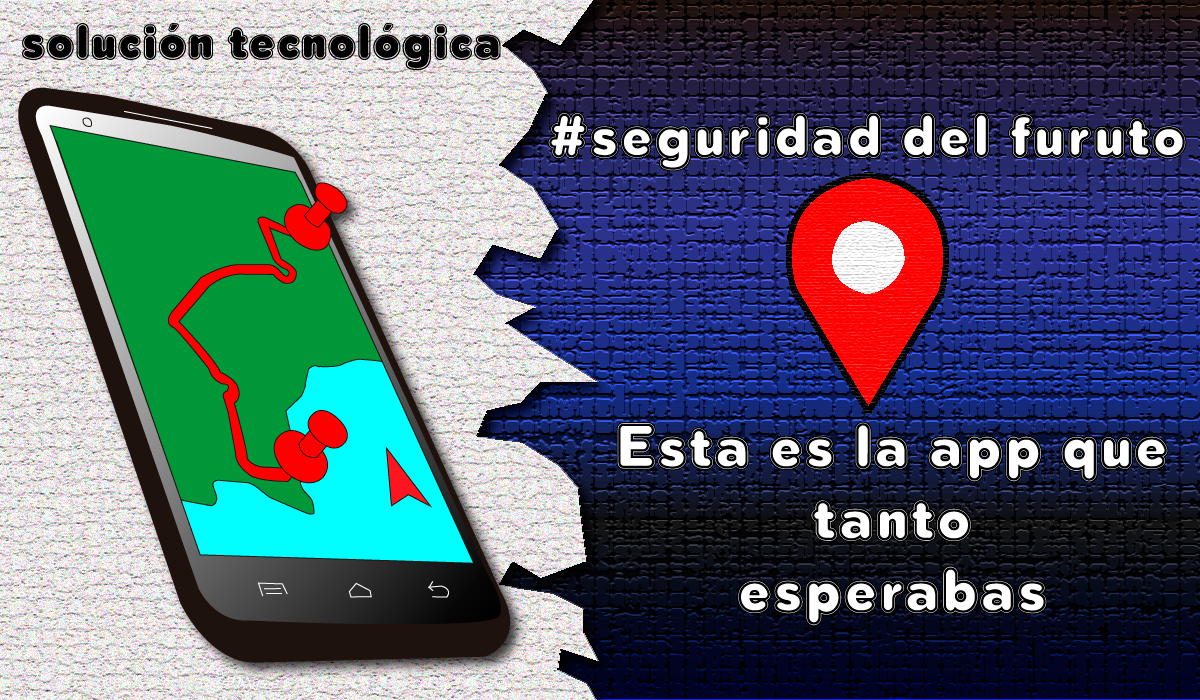 solución tecnológica
#seguridad del furuto
Esta es la app que
tanto
esperabas